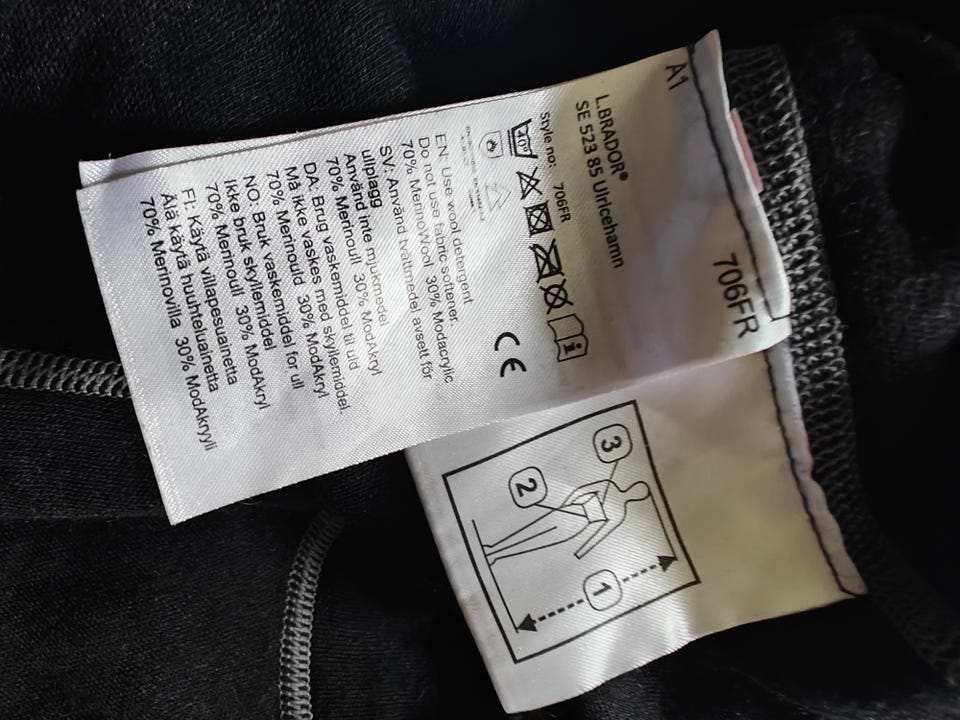 A1
706FR
L.BRADOR®
SE 523 85 Ulricehamn
Style no: 706FR
40°
i
CE
EN: Use wool detergent
Do not use fabric softener.
70% MerinoWool 30% Modacrylic
SV: Använd tvättmedel avsett för
ullplagg
Använd inte mjukmedel
70% Merinoull 30% ModAkryl
DA: Brug vaskemiddel til uld
Må ikke vaskes med skyllemiddel.
70% Merinould 30% ModAkryl
NO: Bruk vaskemiddel for ull
Ikke bruk skyllemiddel
70% Merinoull 30% ModAkryl
FI: Käytä villapesuainetta
Älä käytä huuhteluainetta
70% Merinovilla 30% ModAkryyli
3
2
1